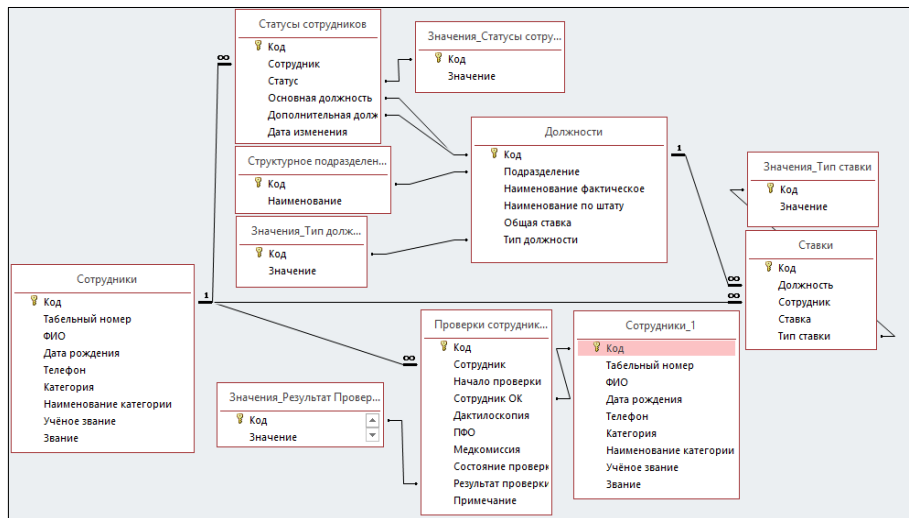 Статусы сотрудников
Код
Сотрудник
Статус
Основная должность
Дополнительная долж
Дата изменения
Значения_Статусы сотру...
Код
Значение
Структурное подразделен...
Код
Наименование
Должности
Код
Подразделение
Наименование фактическое
Наименование по штату
Общая ставка
Тип должности
Значения_Тип ставки
Код
Значение
Значения_Тип долж...
Код
Значение
Ставки
Код
Должность
Сотрудник
Ставка
Тип ставки
Сотрудники
Код
Табельный номер
ФИО
Дата рождения
Телефон
Категория
Наименование категории
Учёное звание
Звание
Проверки сотрудник...
Код
Сотрудник
Начало проверки
Сотрудник ОК
Дактилоскопия
ПФО
Медкомиссия
Состояние проверк
Результат проверки
Примечание
Сотрудники_1
Код
Табельный номер
ФИО
Дата рождения
Телефон
Категория
Наименование категории
Учёное звание
Звание
Значения_Результат Провер...
Код
Значение
∞
1
∞
1
∞
∞